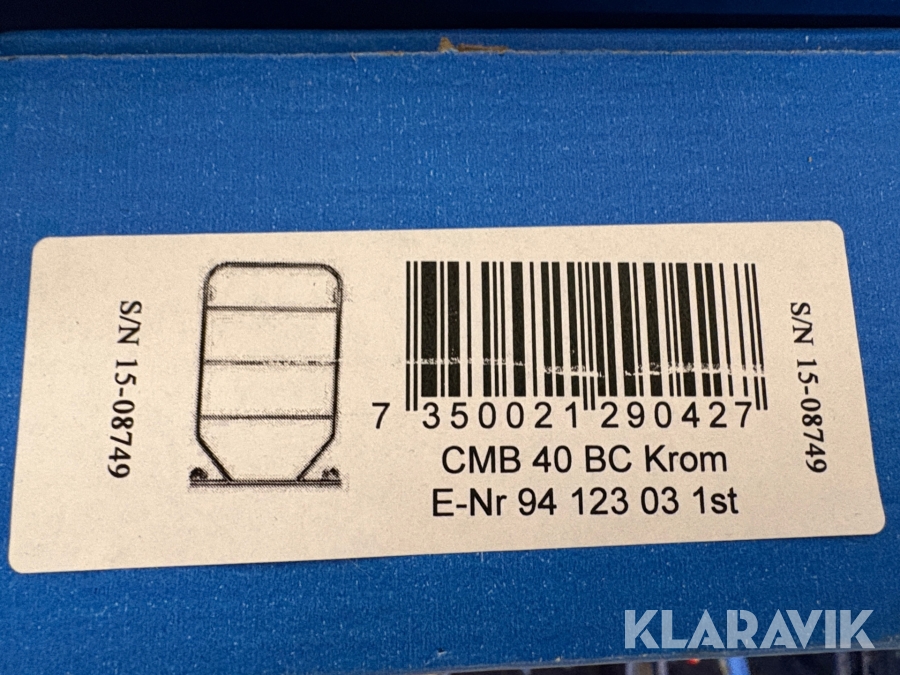 S/N 15-08749
7 350021 290427
CMB 40 BC Krom
E-Nr 94 123 03 1st
S/N 15-08749
KLARAVIK